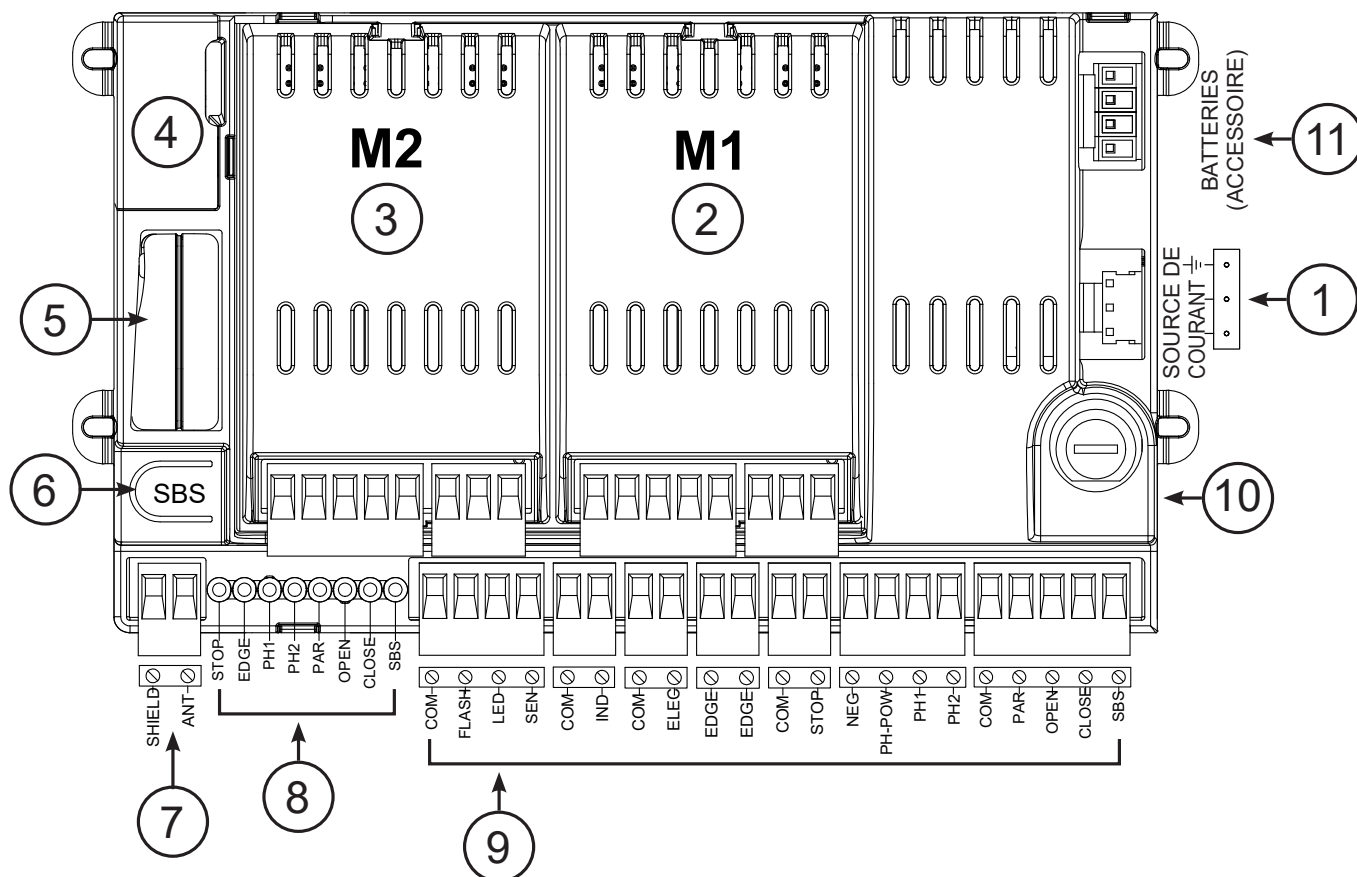 4
M2
3
M1
2
BATTERIES
(ACCESSOIRE)
11
SOURCE DE
COURANT
1
5
6
SBS
10
STOP
EDGE
PH1
PH2
PAR
OPEN
CLOSE
SBS
SHIELD
ANT
COM
FLASH
LED
SEN
COM
IND
COM
ELEG
EDGE
EDGE
COM
STOP
NEG
PH-POW
PH1
PH2
COM
PAR
OPEN
CLOSE
SBS
7
8
9